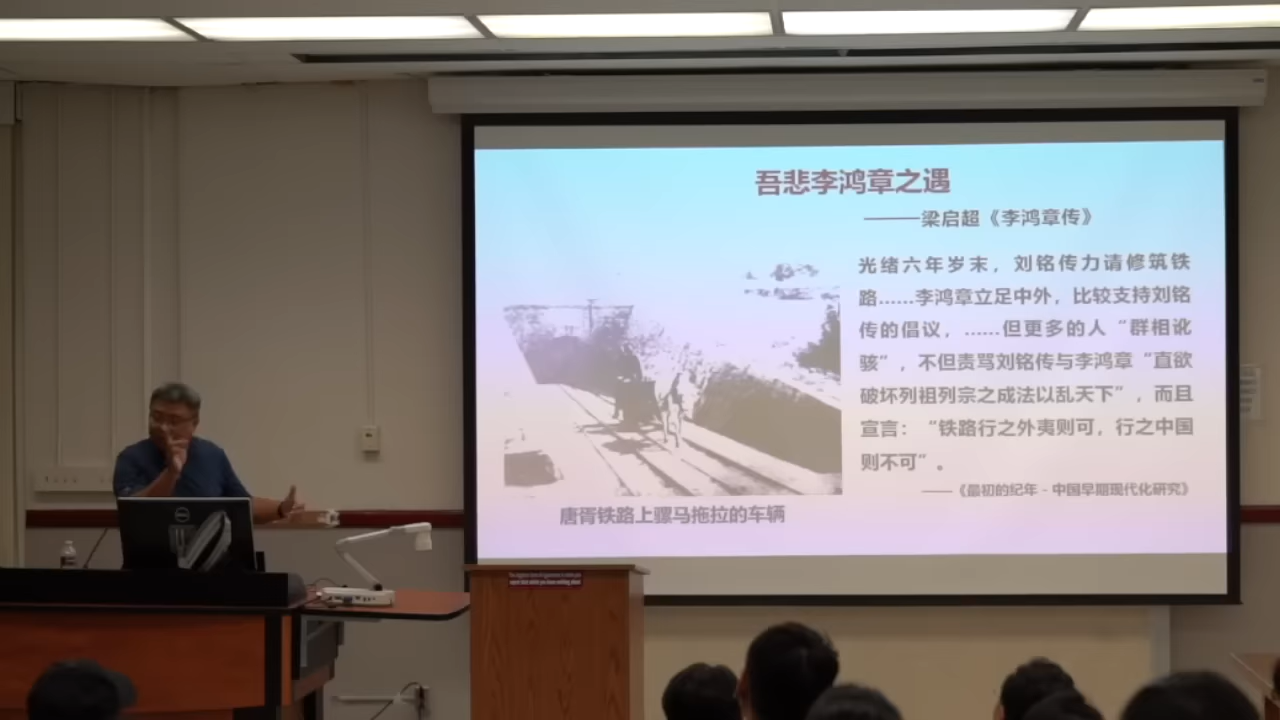 吾悲李鸿章之遇
———梁启超《李鸿章传》
光绪六年岁末，刘铭传力请修筑铁
路……李鸿章立足中外，比较支持刘铭
传的倡议，……但更多的人“群相讹
骇”，不但责骂刘铭传与李鸿章“直欲
破坏列祖列宗之成法以乱天下”，而且
宣言：“铁路行之外夷则可，行之中国
则不可”。
——《最初的纪年－中国早期现代化研究》
唐胥铁路上骡马拖拉的车辆
DELL